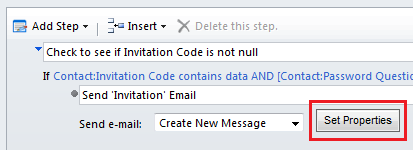 Add Step Insert Delete this step.
Check to see if Invitation Code is not null
If Contact:Invitation Code contains data AND [Contact:Password Questio
Send 'Invitation' Email
Send e-mail: Create New Message Set Properties